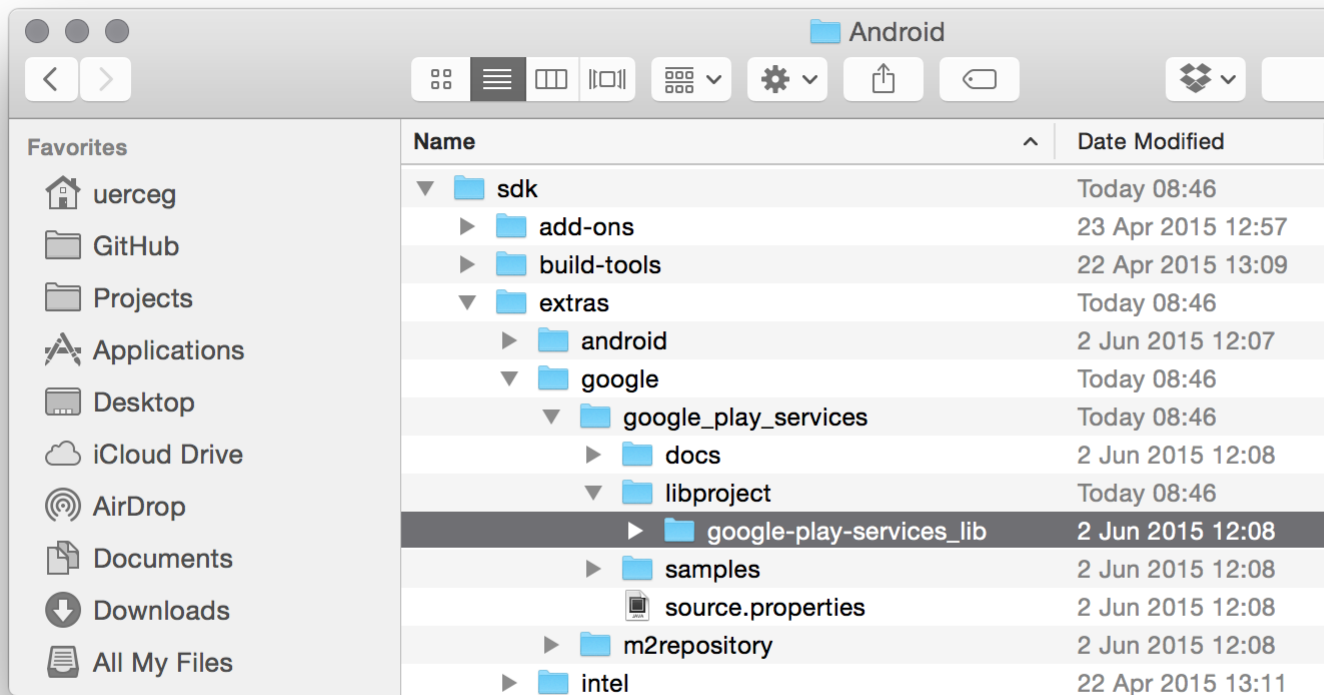 Android
Favorites
uerceg
GitHub
Projects
Applications
Desktop
iCloud Drive
AirDrop
Documents
Downloads
All My Files
Name Date Modified
sdk Today 08:46
add-ons 23 Apr 2015 12:57
build-tools 22 Apr 2015 13:09
extras Today 08:46
android 2 Jun 2015 12:07
google Today 08:46
google_play_services Today 08:46
docs 2 Jun 2015 12:08
libproject Today 08:46
google-play-services_lib 2 Jun 2015 12:08
samples 2 Jun 2015 12:08
source.properties 2 Jun 2015 12:08
m2repository 2 Jun 2015 12:08
intel 22 Apr 2015 13:11